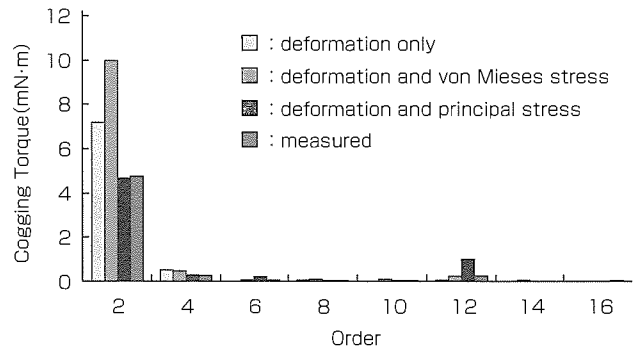 12
10
8
6
4
2
0
Cogging Torque(mN·m)
: deformation only
: deformation and von Mieses stress
: deformation and principal stress
: measured
2 4 6 8 10 12 14 16
Order